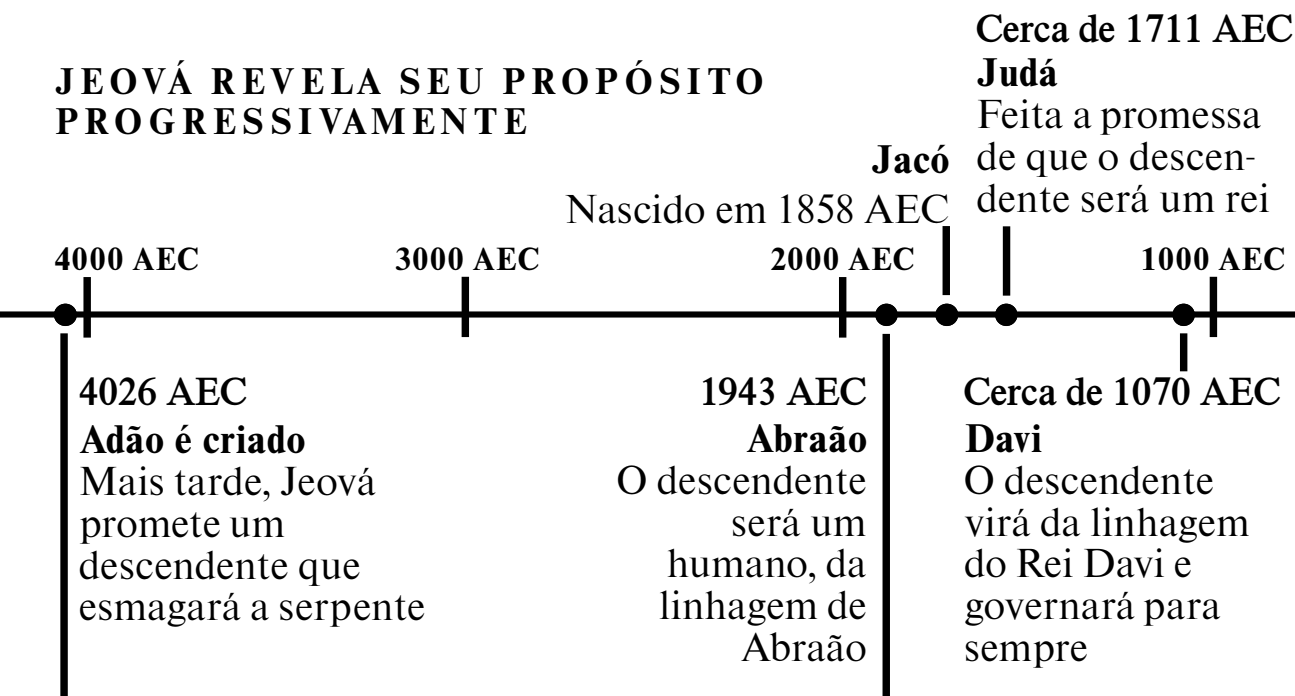 JEOVÁ REVELA SEU PROPÓSITO
PROGRESSIVAMENTE
4000 AEC
3000 AEC
2000 AEC
1000 AEC
4026 AEC
Adão é criado
Mais tarde, Jeová
promete um
descendente que
esmagará a serpente
1943 AEC
Abraão
O descendente
será um
humano, da
linhagem de
Abraão
Jacó
Nascido em 1858 AEC
Cerca de 1711 AEC
Judá
Feita a promessa
de que o descen-
dente será um rei
Cerca de 1070 AEC
Davi
O descendente
virá da linhagem
do Rei Davi e
governará para
sempre